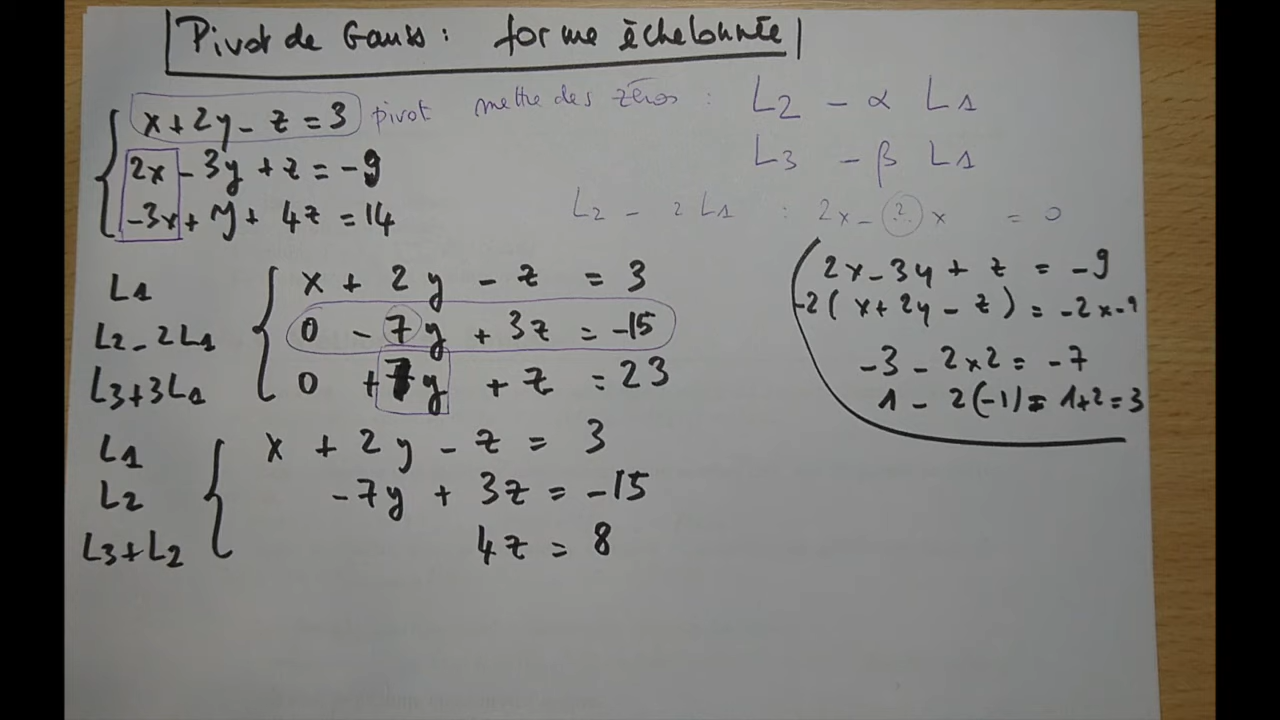 Pivot de Gauss : forme échelonnée
x + 2y - z = 3 pivot mettre des zéros : L2 - α L1
2x - 3y + z = -9
L3 - β L1
-3x + y + 4z = 14
L2 - 2 L1 : 2x - 2 x = 0
2x - 3y + z = -9
-2( x + 2y - z ) = -2 x -9
-3 - 2x2 = -7
1 - 2(-1) = 1+2 = 3
L1 x + 2 y - z = 3
L2 - 2L1 0 - 7y + 3z = -15
L3+3L1 0 + 7y + z = 23
L1 x + 2 y - z = 3
L2 -7y + 3z = -15
L3+L2 4z = 8